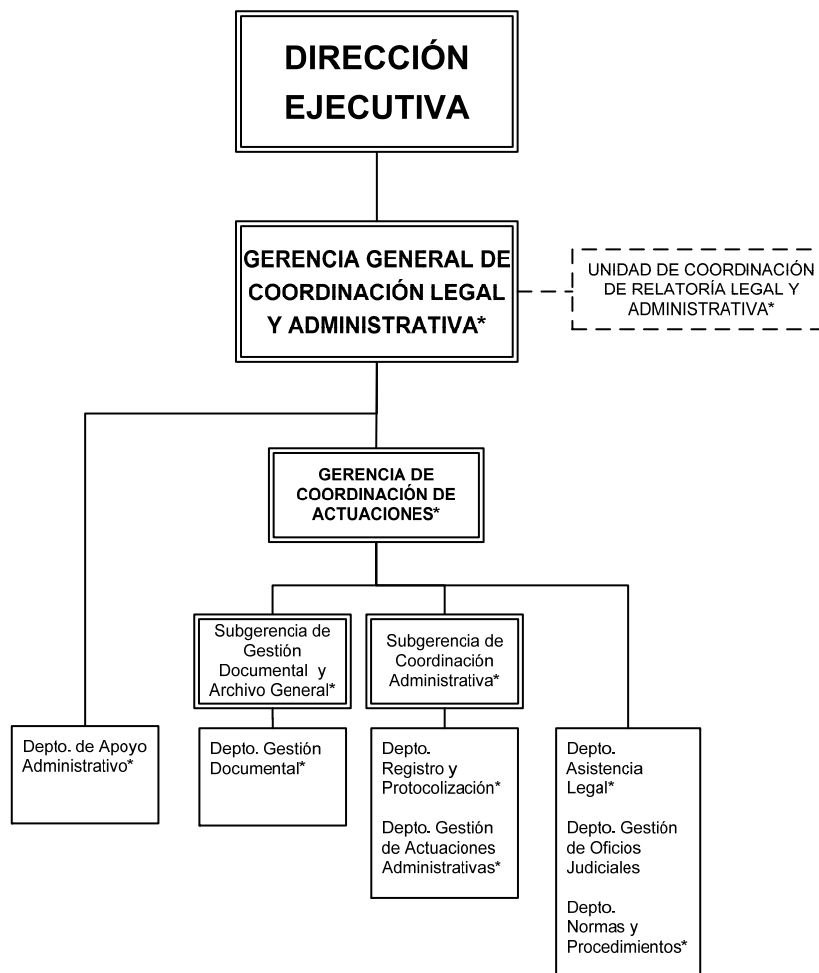 DIRECCIÓN
EJECUTIVA
GERENCIA GENERAL DE
COORDINACIÓN LEGAL
Y ADMINISTRATIVA*
UNIDAD DE COORDINACIÓN
DE RELATORÍA LEGAL Y
ADMINISTRATIVA*
GERENCIA DE
COORDINACIÓN DE
ACTUACIONES*
Subgerencia de
Gestión
Documental y
Archivo General*
Subgerencia de
Coordinación
Administrativa*
Depto. de Apoyo
Administrativo*
Depto. Gestión
Documental*
Depto.
Registro y
Protocolización*
Depto. Gestión
de Actuaciones
Administrativas*
Depto.
Asistencia
Legal*
Depto. Gestión
de Oficios
Judiciales
Depto.
Normas y
Procedimientos*